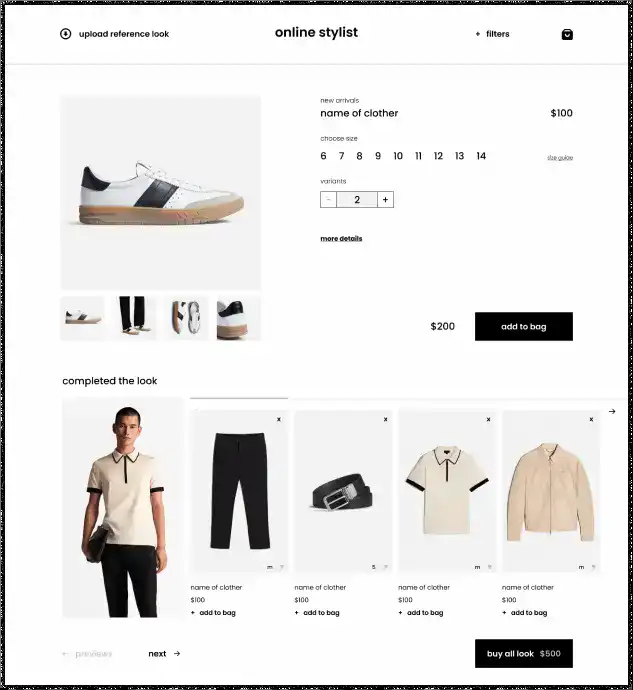 upload reference look
online stylist
+ filters
new arrivals
name of clother
$100
choose size
6 7 8 9 10 11 12 13 14
size guide
variants
- 2 +
more details
$200
add to bag
completed the look
x
x
x
x
m
s
m
m
name of clother
name of clother
name of clother
name of clother
$100
$100
$100
$100
+ add to bag
+ add to bag
+ add to bag
+ add to bag
← previews
next →
buy all look $500